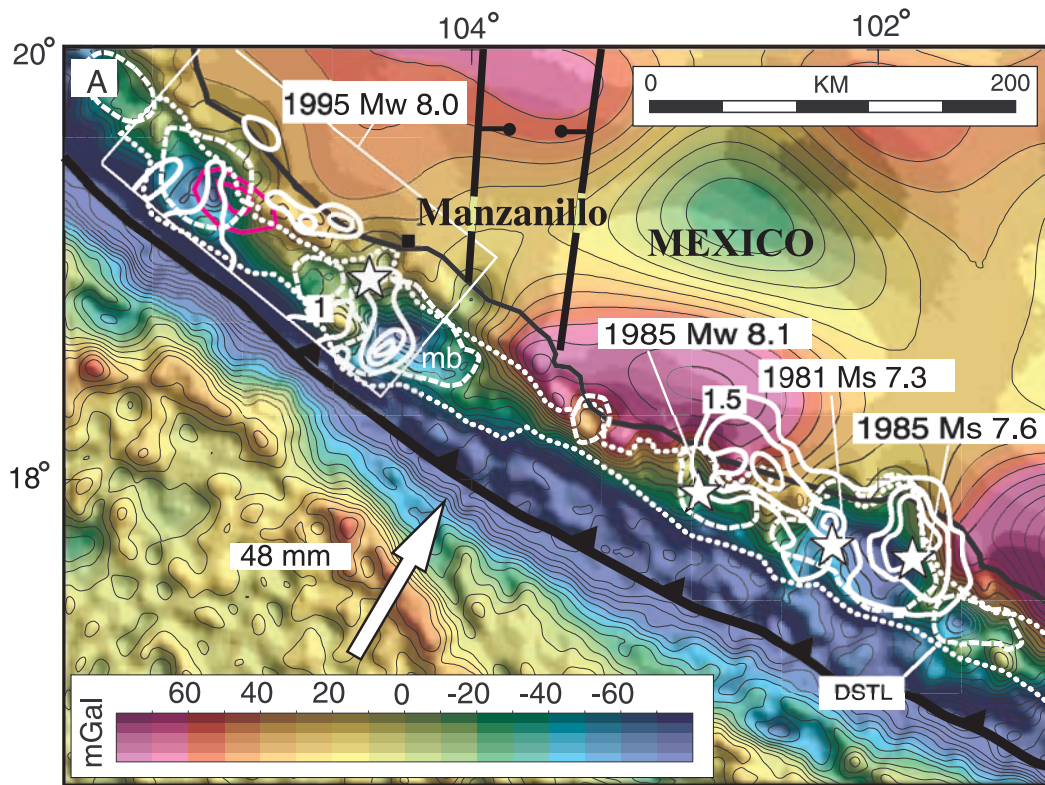 104°
102°
20°
A
0 KM 200
1995 Mw 8.0
Manzanillo
MEXICO
1
mb
1985 Mw 8.1
1981 Ms 7.3
1.5
1985 Ms 7.6
18°
48 mm
DSTL
mGal
60 40 20 0 -20 -40 -60